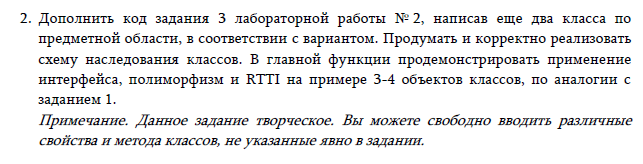 2. Дополнить код задания 3 лабораторной работы № 2, написав еще два класса по
предметной области, в соответствии с вариантом. Продумать и корректно реализовать
схему наследования классов. В главной функции продемонстрировать применение
интерфейса, полиморфизм и RTTI на примере 3-4 объектов классов, по аналогии с
заданием 1.
Примечание. Данное задание творческое. Вы можете свободно вводить различные
свойства и метода классов, не указанные явно в задании.